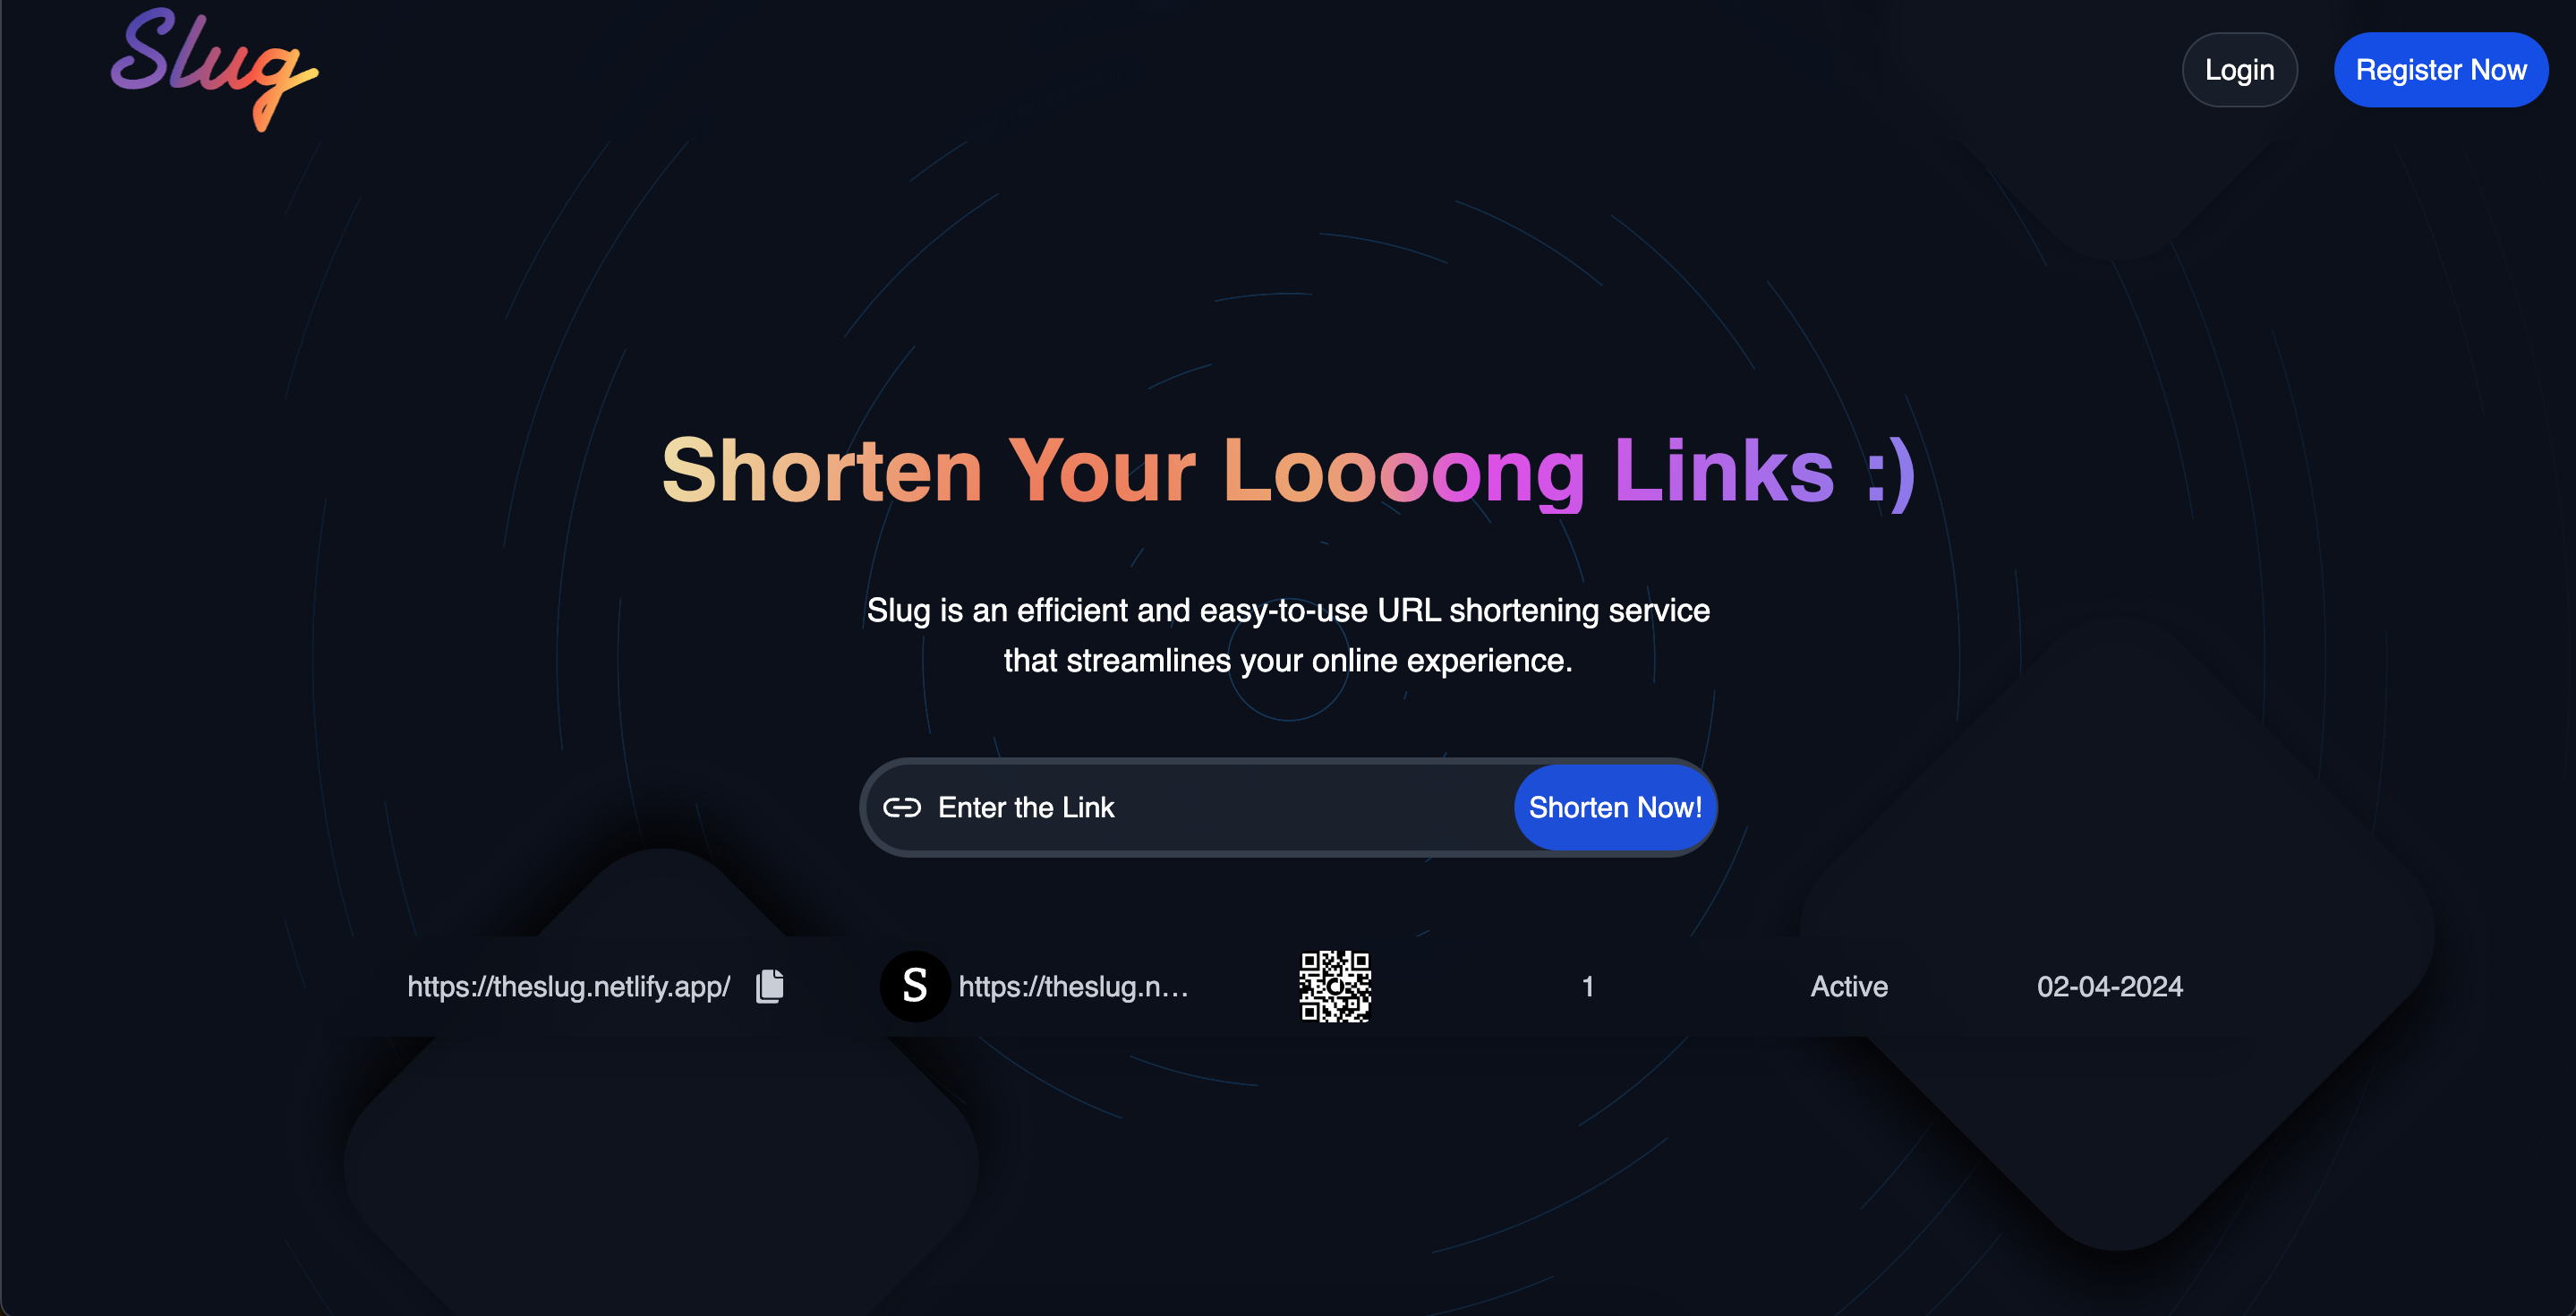 Slug
Login
Register Now
Shorten Your Loooong Links :)
Slug is an efficient and easy-to-use URL shortening service
that streamlines your online experience.
Enter the Link
Shorten Now!
https://theslug.netlify.app/
S
https://theslug.n...
1
Active
02-04-2024